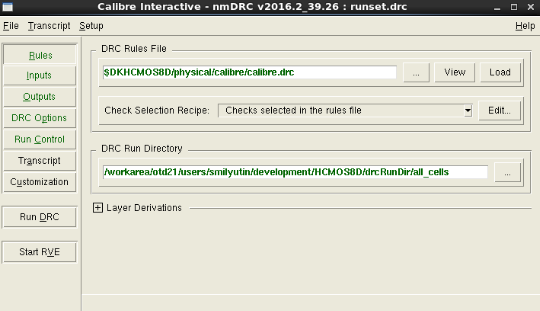 Calibre Interactive - nmDRC v2016.2_39.26 : runset.drc
File Transcript Setup Help
Rules
Inputs
Outputs
DRC Options
Run Control
Transcript
Customization
Run DRC
Start RVE
DRC Rules File
$DKHCMOS8D/physical/calibre/calibre.drc
... View Load
Check Selection Recipe: Checks selected in the rules file Edit...
DRC Run Directory
/workarea/otd21/users/smilyutin/development/HCMOS8D/drcRunDir/all_cells
...
Layer Derivations